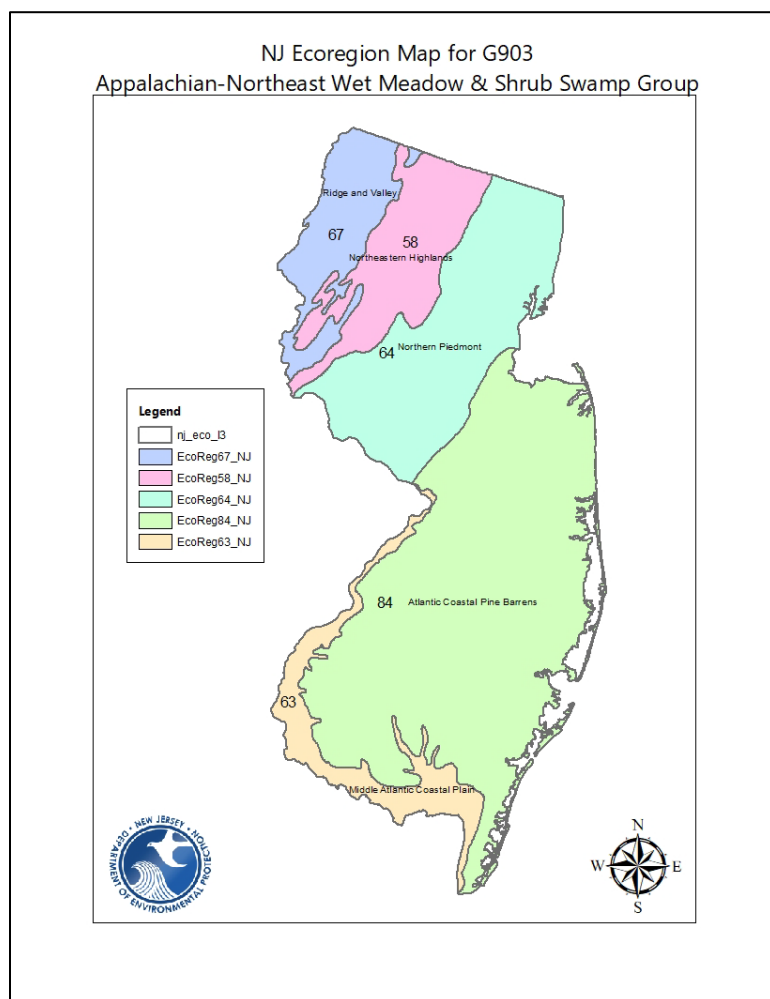 NJ Ecoregion Map for G903
Appalachian-Northeast Wet Meadow & Shrub Swamp Group
Ridge and Valley
67
58
Northeastern Highlands
64
Northern Piedmont
Legend
nj_eco_l3
EcoReg67_NJ
EcoReg58_NJ
EcoReg64_NJ
EcoReg84_NJ
EcoReg63_NJ
84
Atlantic Coastal Pine Barrens
63
Middle Atlantic Coastal Plain
NEW JERSEY
DEPARTMENT OF ENVIRONMENTAL PROTECTION
N
W
E
S